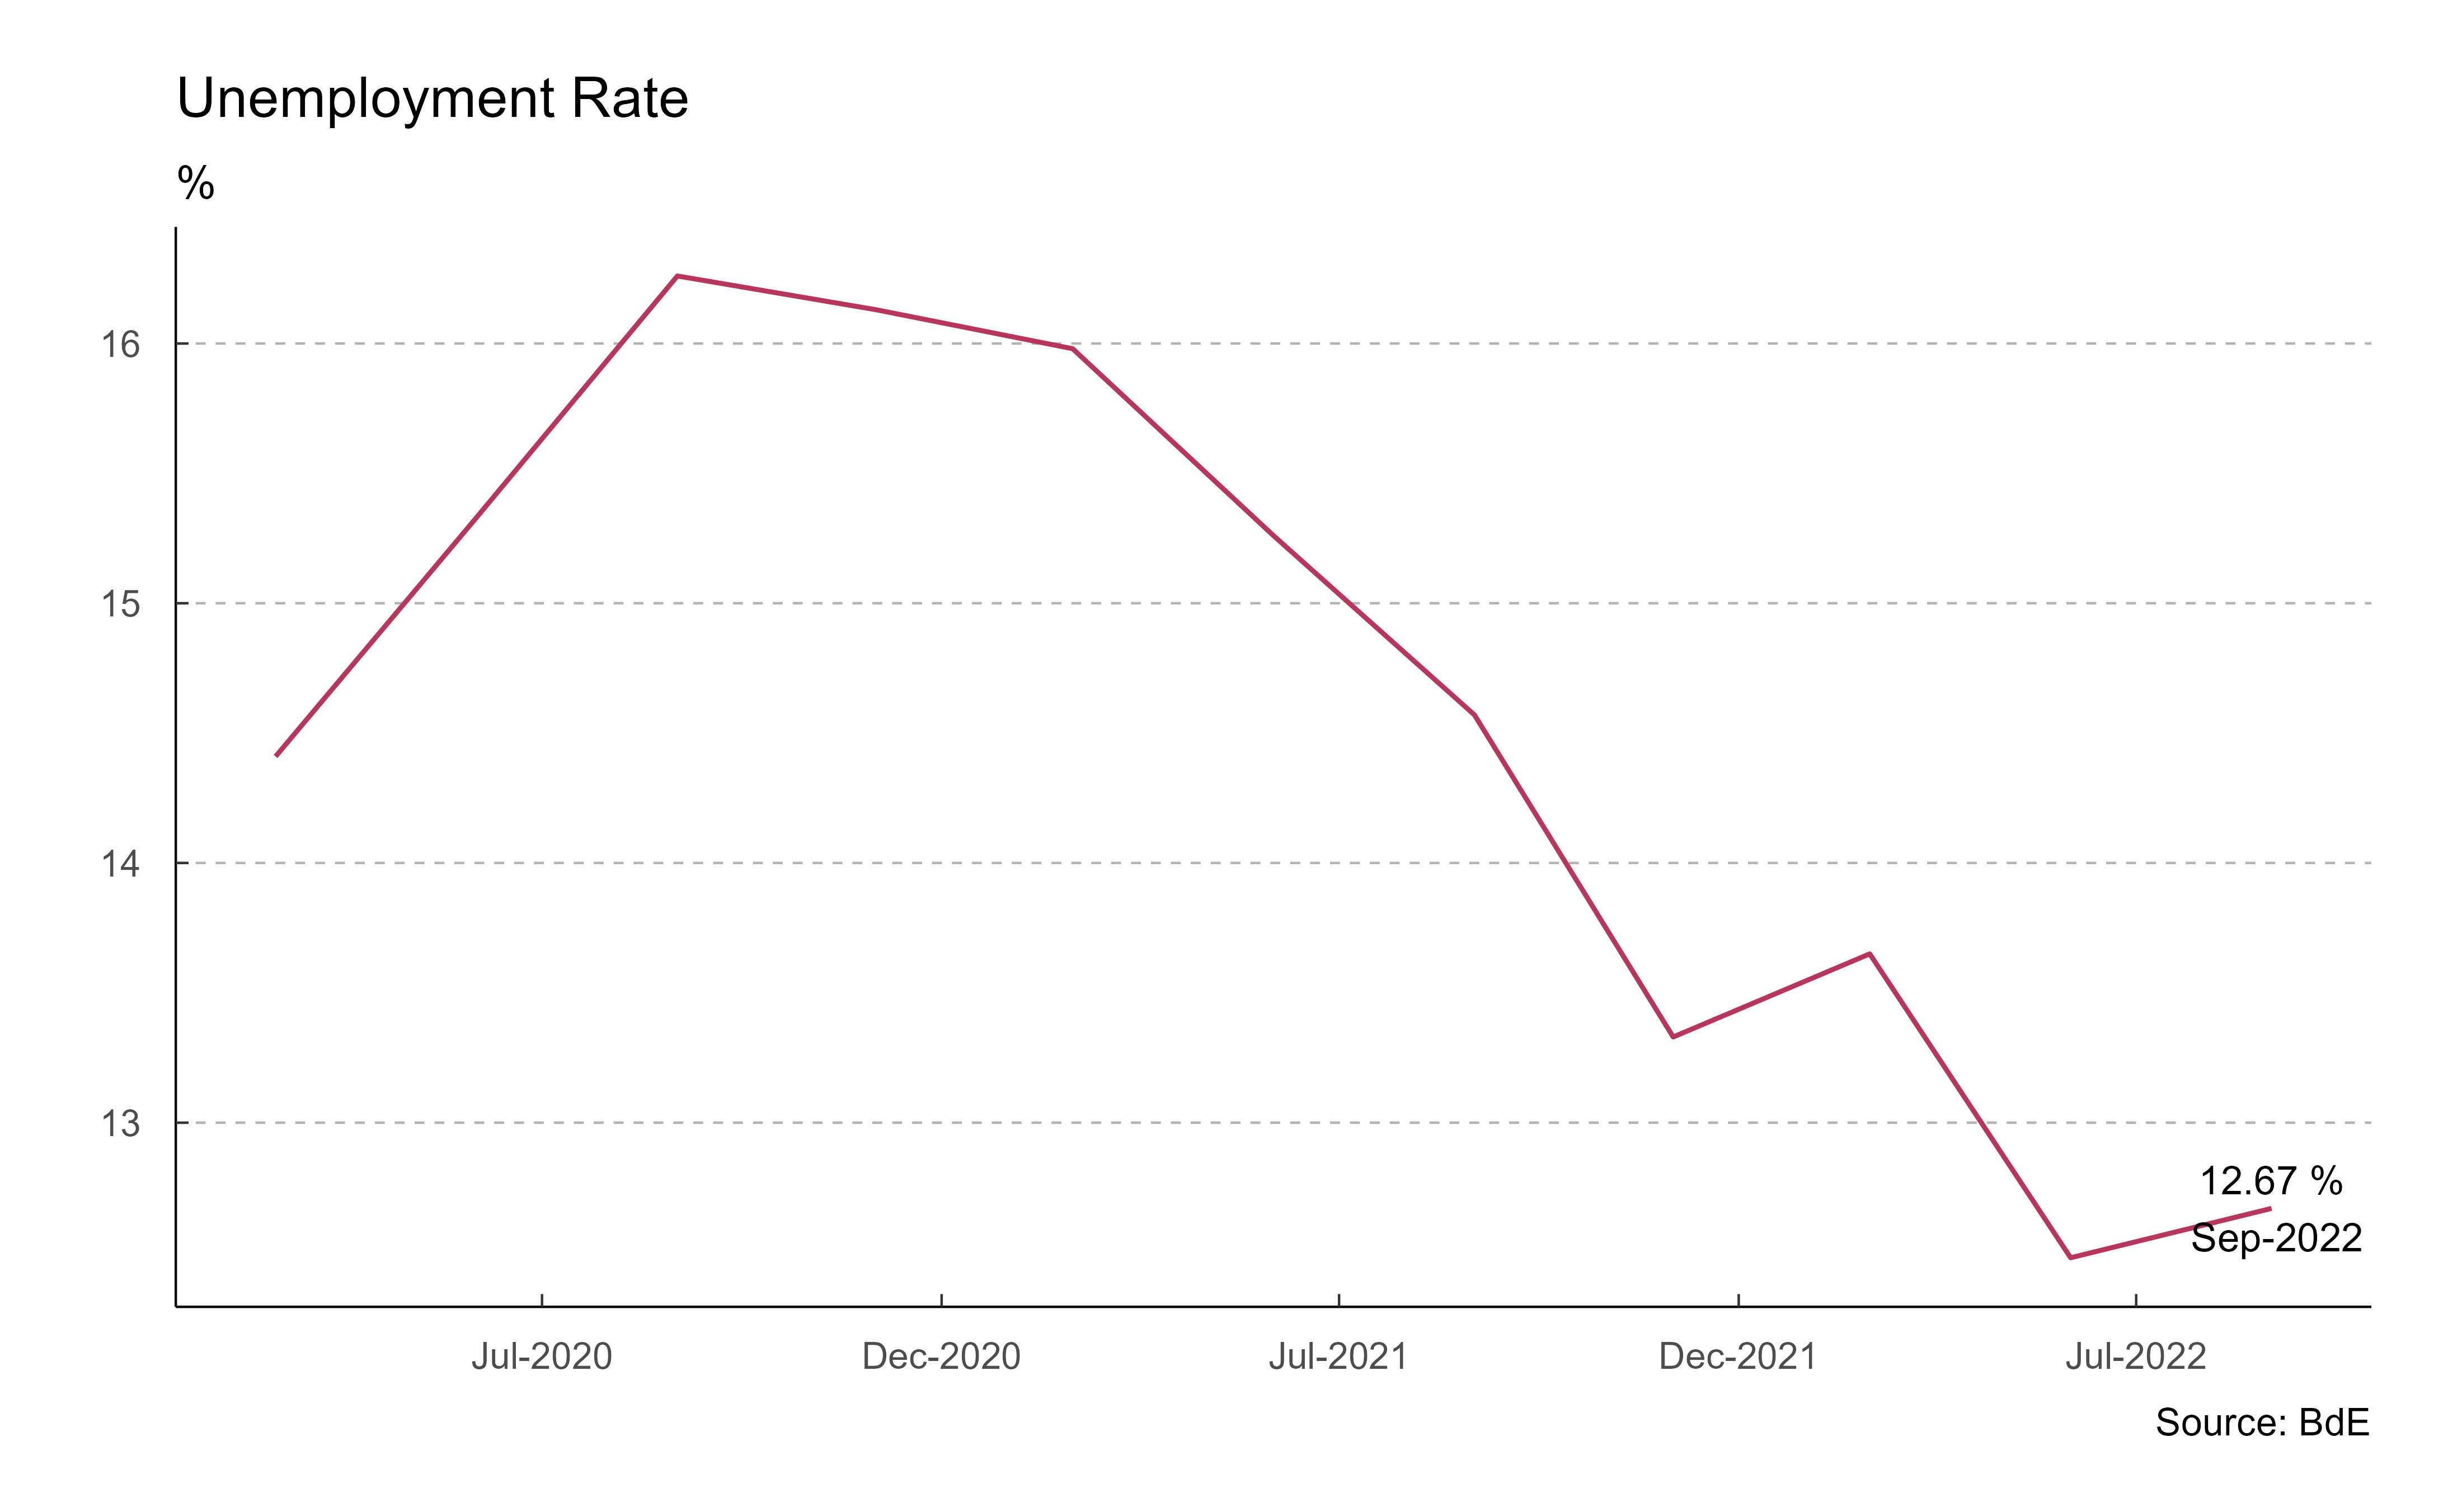 Unemployment Rate
%
16
15
14
13
12.67 %
Sep-2022
Jul-2020 Dec-2020 Jul-2021 Dec-2021 Jul-2022
Source: BdE